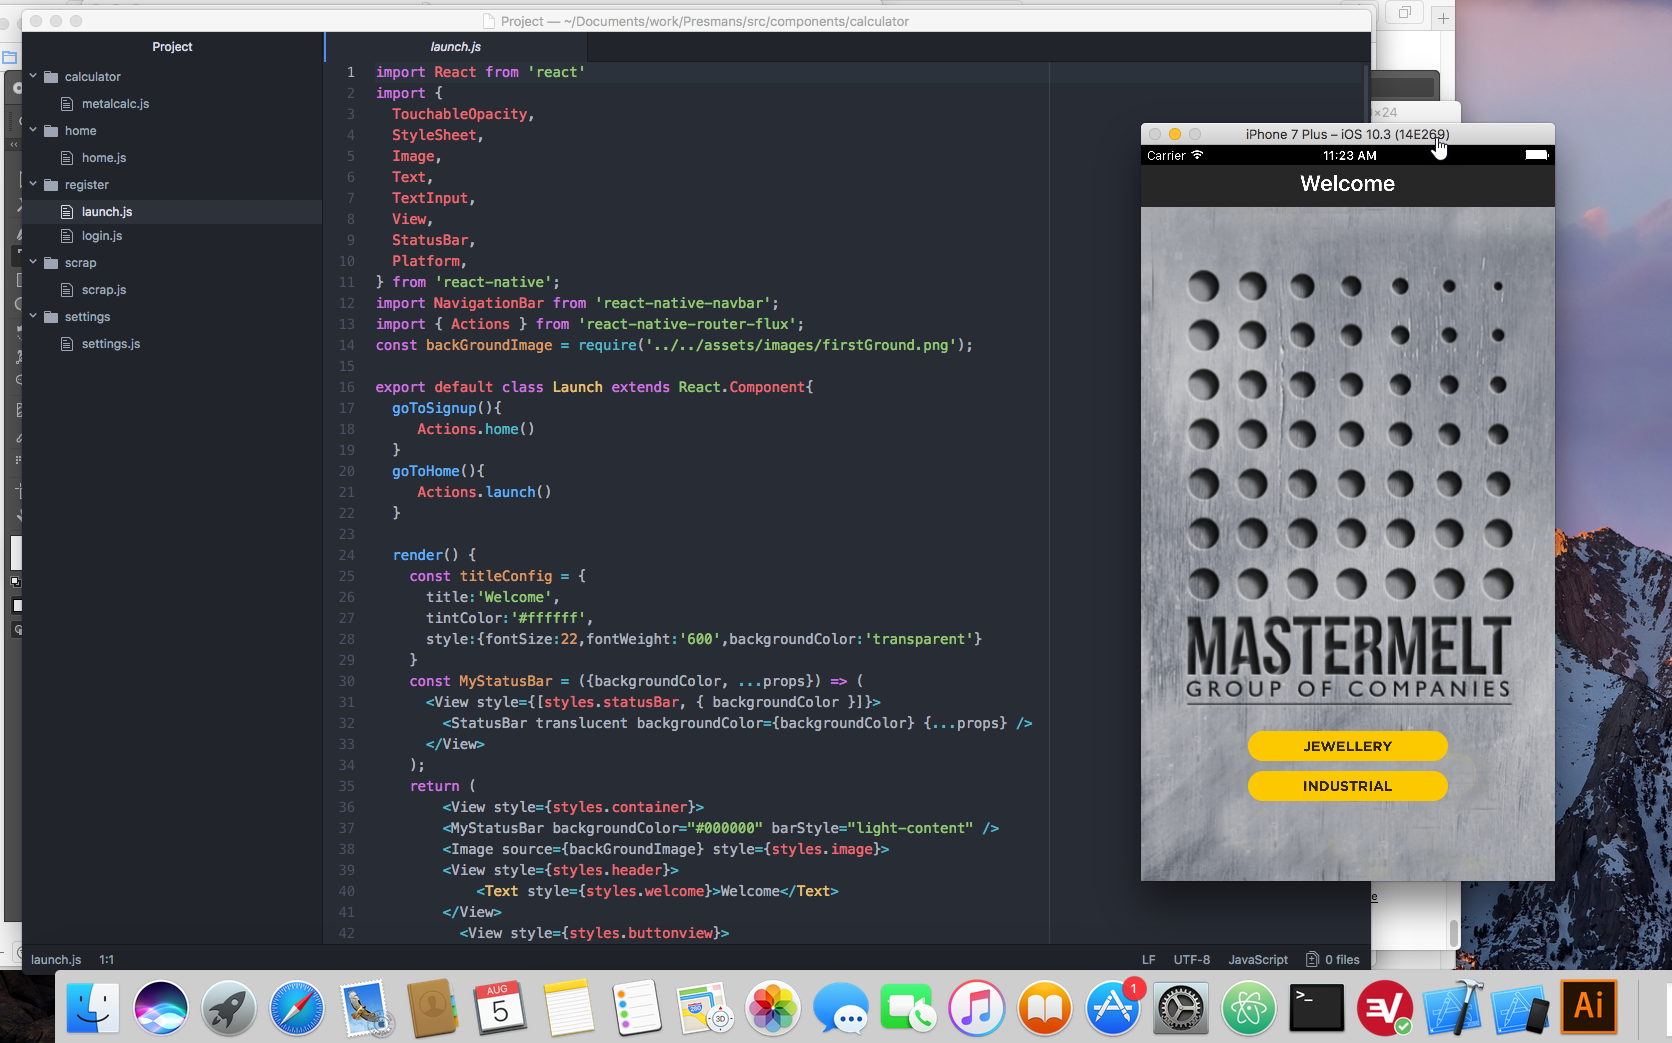 Project — ~/Documents/work/Presmans/src/components/calculator
Project
calculator
metalcalc.js
home
home.js
register
launch.js
login.js
scrap
scrap.js
settings
settings.js
launch.js
1 import React from 'react'
2 import {
3 TouchableOpacity,
4 StyleSheet,
5 Image,
6 Text,
7 TextInput,
8 View,
9 StatusBar,
10 Platform,
11 } from 'react-native';
12 import NavigationBar from 'react-native-navbar';
13 import { Actions } from 'react-native-router-flux';
14 const backGroundImage = require('../../assets/images/firstGround.png');
15
16 export default class Launch extends React.Component{
17 goToSignup(){
18 Actions.home()
19 }
20 goToHome(){
21 Actions.launch()
22 }
23
24 render() {
25 const titleConfig = {
26 title:'Welcome',
27 tintColor:'#ffffff',
28 style:{fontSize:22,fontWeight:'600',backgroundColor:'transparent'}
29 }
30 const MyStatusBar = ({backgroundColor, ...props}) => (
31 <View style={[styles.statusBar, { backgroundColor }]}>
32 <StatusBar translucent backgroundColor={backgroundColor} {...props} />
33 </View>
34 );
35 return (
36 <View style={styles.container}>
37 <MyStatusBar backgroundColor="#000000" barStyle="light-content" />
38 <Image source={backGroundImage} style={styles.image}>
39 <View style={styles.header}>
40 <Text style={styles.welcome}>Welcome</Text>
41 </View>
42 <View style={styles.buttonview}>
launch.js 1:1
LF UTF-8 JavaScript 0 files
×24
iPhone 7 Plus – iOS 10.3 (14E269)
Carrier 11:23 AM
Welcome
MASTERMELT
GROUP OF COMPANIES
JEWELLERY
INDUSTRIAL
AUG
5
280
3D
1
>_
EV
Ai